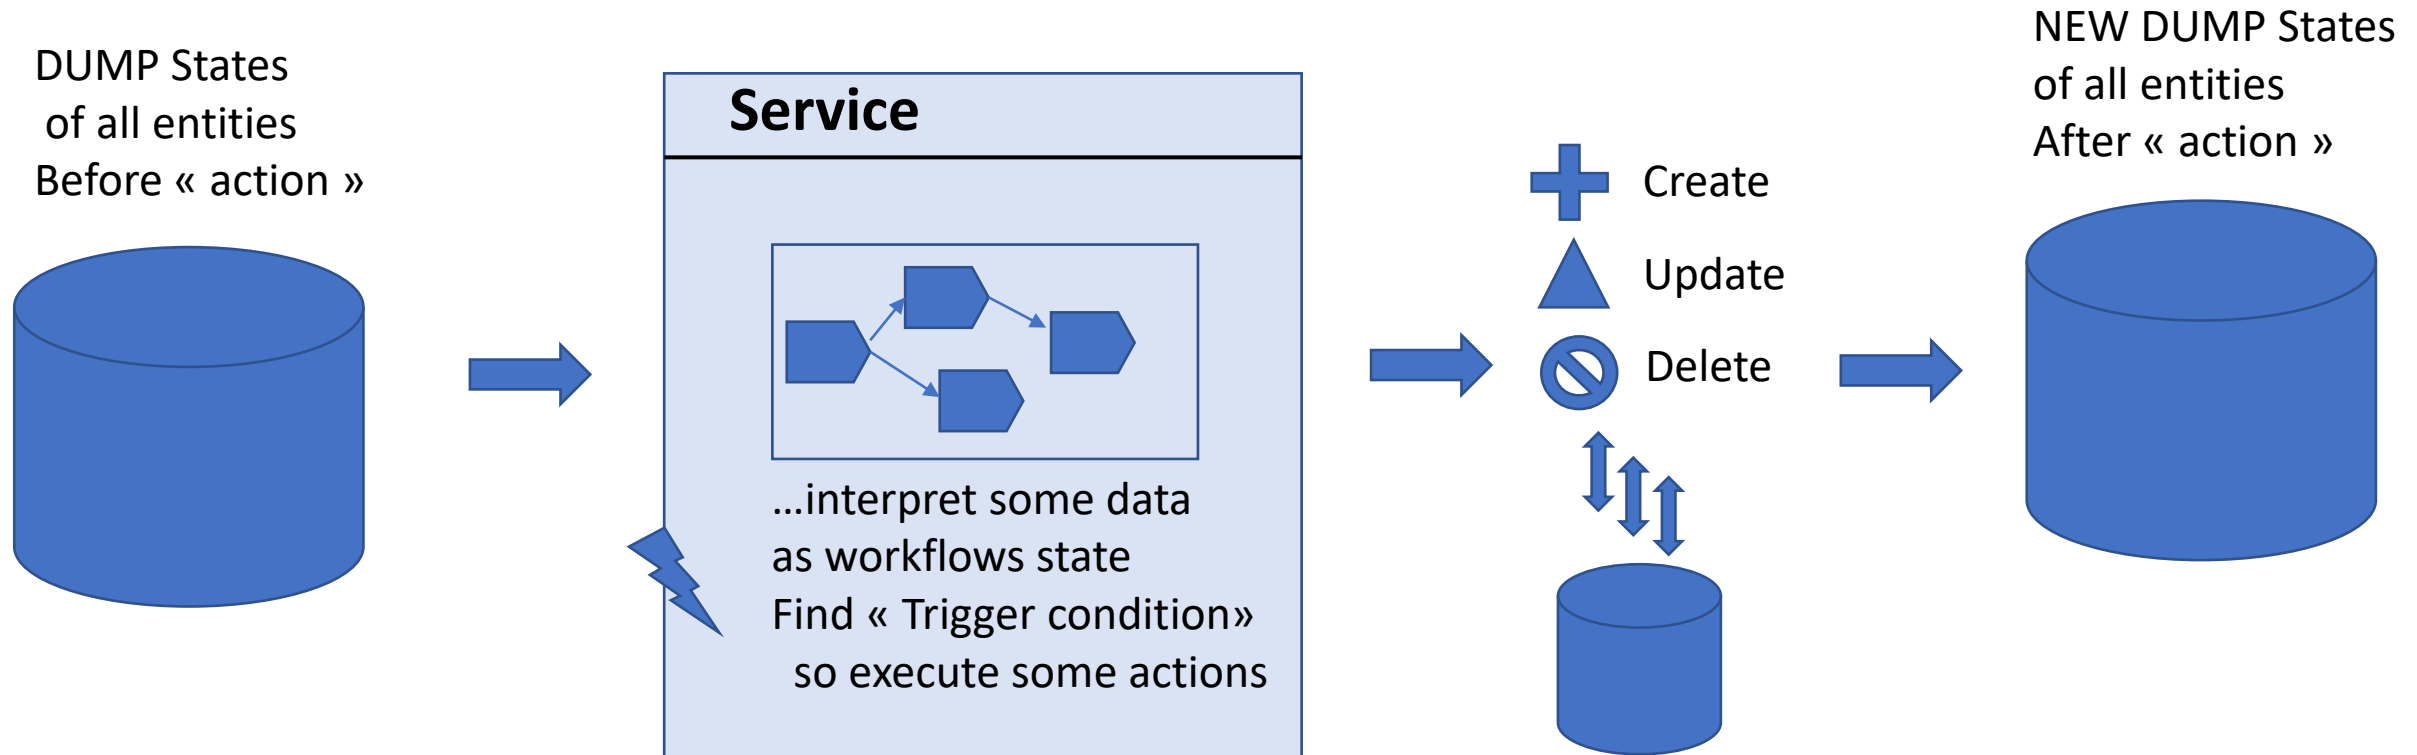 DUMP States
of all entities
Before « action »
Service
…interpret some data
as workflows state
Find « Trigger condition»
so execute some actions
Create
Update
Delete
NEW DUMP States
of all entities
After « action »